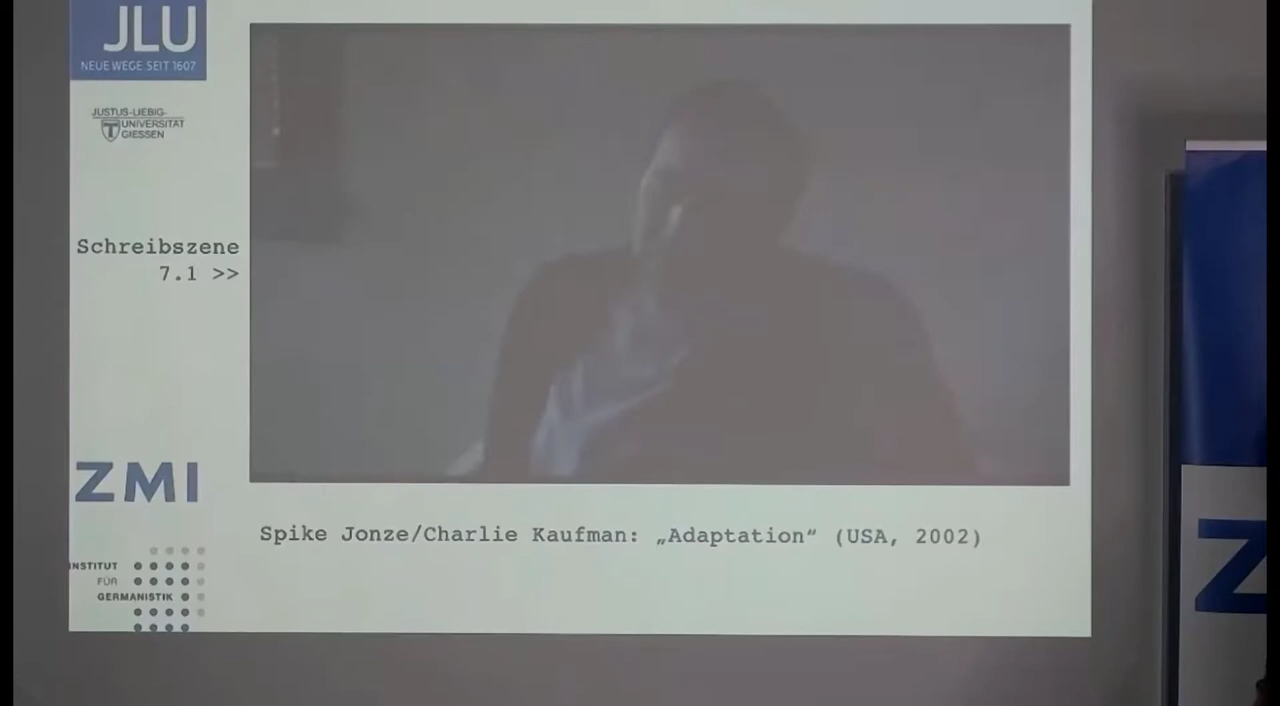 JLU
NEUE WEGE SEIT 1607
JUSTUS-LIEBIG-
UNIVERSITÄT
GIESSEN
Schreibszene
7.1 >>
ZMI
INSTITUT
FÜR
GERMANISTIK
Spike Jonze/Charlie Kaufman: „Adaptation“ (USA, 2002)
Z